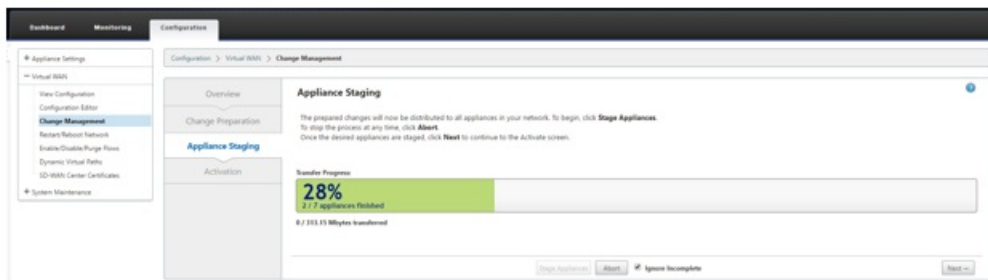 Dashboard Monitoring Configuration
+ Appliance Settings
− Virtual WAN
View Configuration
Configuration Editor
Change Management
Restart/Reboot Network
Enable/Disable/Purge Flows
Dynamic Virtual Paths
SD-WAN Center Certificates
+ System Maintenance
Configuration > Virtual WAN > Change Management
Overview
Change Preparation
Appliance Staging
Activation
Appliance Staging
The prepared changes will now be distributed to all appliances in your network. To begin, click Stage Appliances.
To stop the process at any time, click Abort.
Once the desired appliances are staged, click Next to continue to the Activate screen.
Transfer Progress
28%
2 / 7 appliances finished
0 / 313.15 Mbytes transferred
Stage Appliances Abort Ignore Incomplete Next